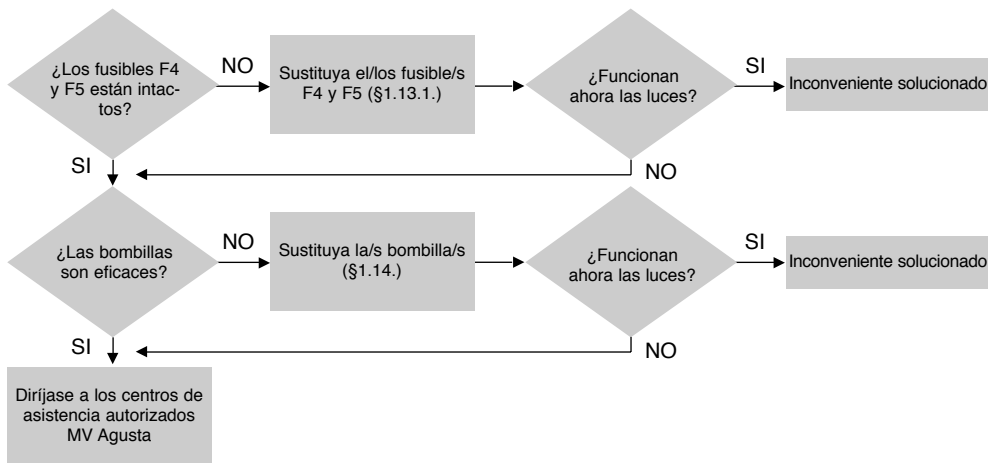 ¿Los fusibles F4
y F5 están intac-
tos?
NO
Sustituya el/los fusible/s
F4 y F5 (§1.13.1.)
¿Funcionan
ahora las luces?
SI
Inconveniente solucionado
SI
NO
¿Las bombillas
son eficaces?
NO
Sustituya la/s bombilla/s
(§1.14.)
¿Funcionan
ahora las luces?
SI
Inconveniente solucionado
SI
NO
Diríjase a los centros de
asistencia autorizados
MV Agusta